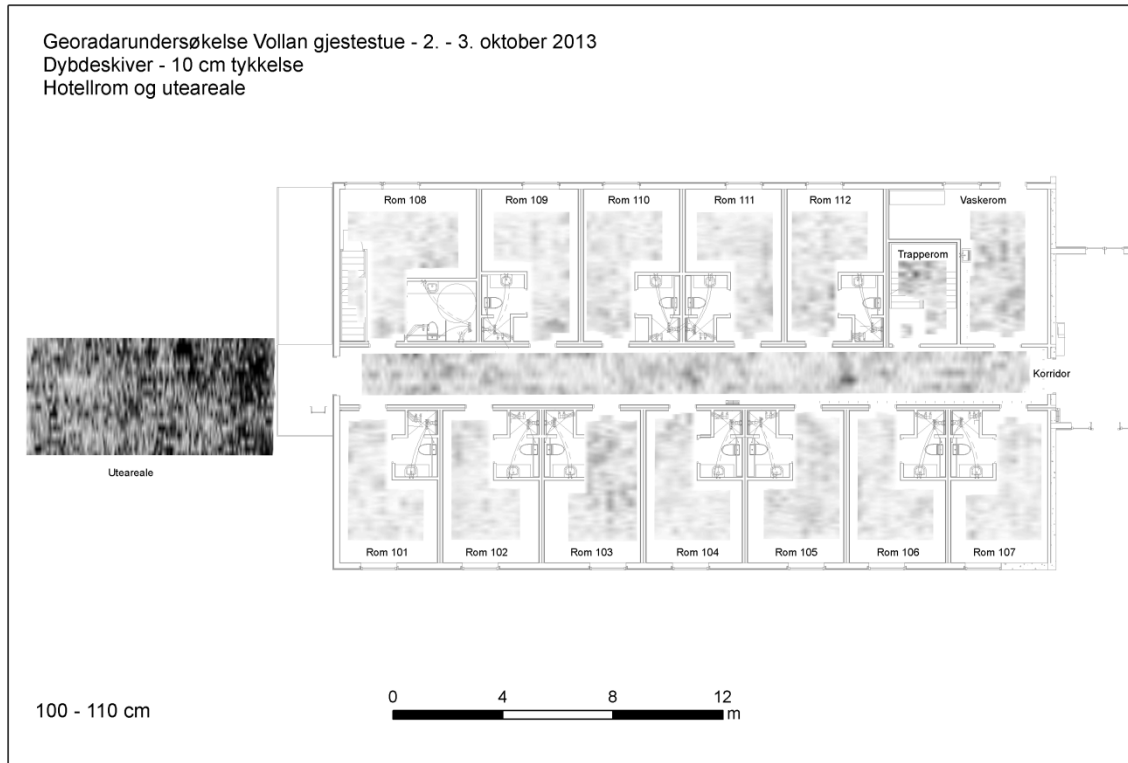 Georadarundersøkelse Vollan gjestestue - 2. - 3. oktober 2013
Dybdeskiver - 10 cm tykkelse
Hotellrom og uteareale
Rom 108
Rom 109
Rom 110
Rom 111
Rom 112
Vaskerom
Trapperom
Korridor
Uteareale
Rom 101
Rom 102
Rom 103
Rom 104
Rom 105
Rom 106
Rom 107
100 - 110 cm
0 4 8 12
m